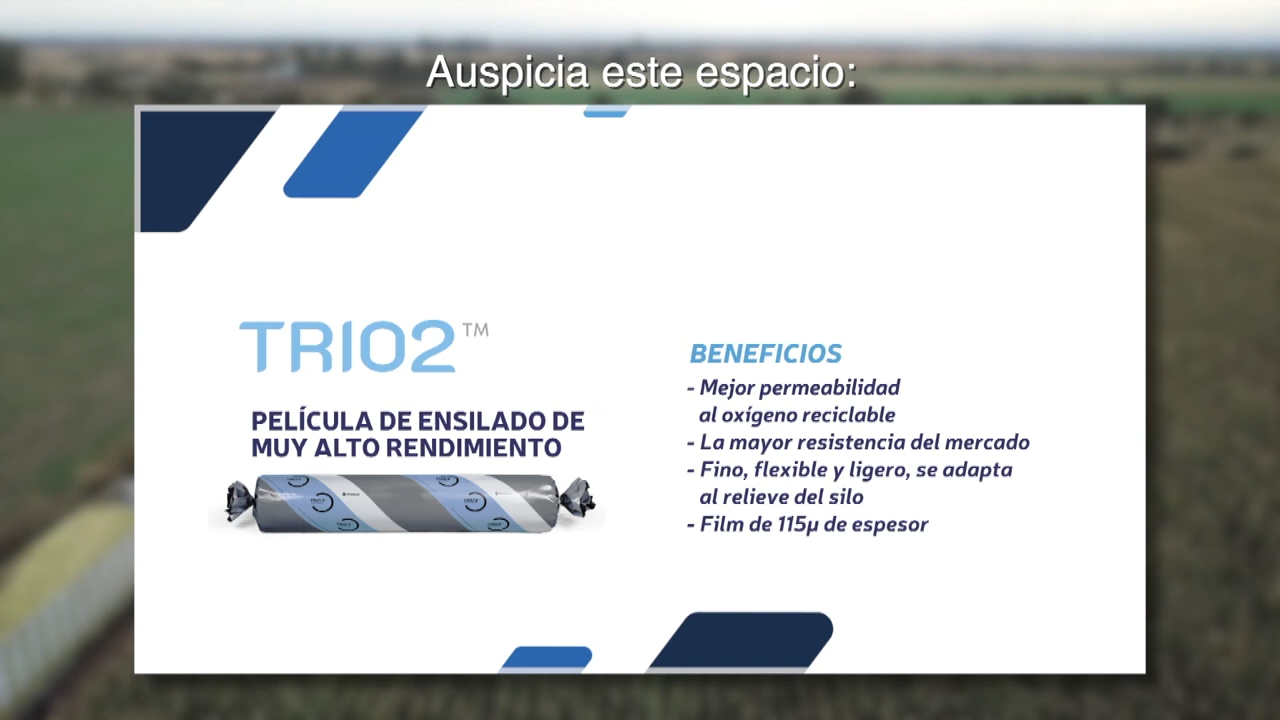 Auspicia este espacio:
TRIO2™
PELÍCULA DE ENSILADO DE
MUY ALTO RENDIMIENTO
BENEFICIOS
- Mejor permeabilidad
al oxígeno reciclable
- La mayor resistencia del mercado
- Fino, flexible y ligero, se adapta
al relieve del silo
- Film de 115µ de espesor